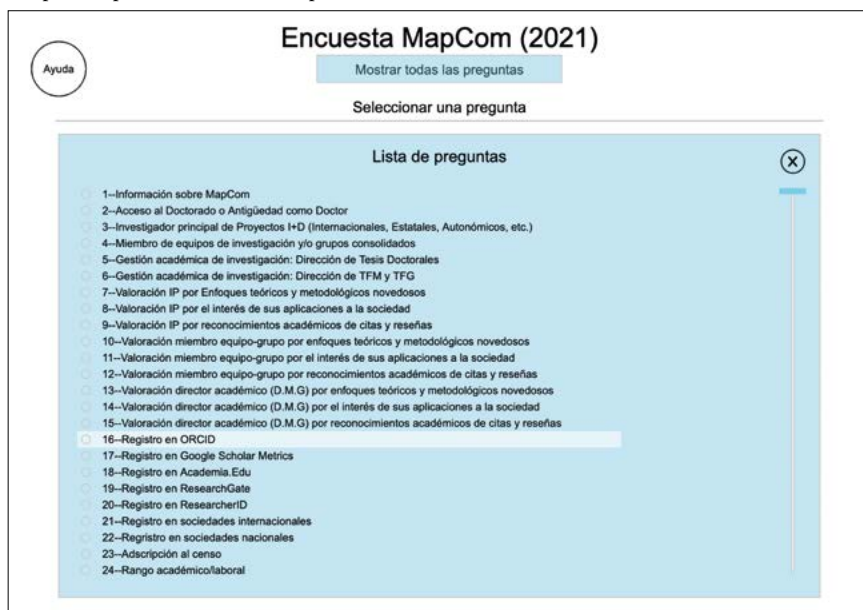 Encuesta MapCom (2021)
Ayuda
Mostrar todas las preguntas
Seleccionar una pregunta
Lista de preguntas
X
1--Información sobre MapCom
2--Acceso al Doctorado o Antigüedad como Doctor
3--Investigador principal de Proyectos I+D (Internacionales, Estatales, Autonómicos, etc.)
4--Miembro de equipos de investigación y/o grupos consolidados
5--Gestión académica de investigación: Dirección de Tesis Doctorales
6--Gestión académica de investigación: Dirección de TFM y TFG
7--Valoración IP por Enfoques teóricos y metodológicos novedosos
8--Valoración IP por el interés de sus aplicaciones a la sociedad
9--Valoración IP por reconocimientos académicos de citas y reseñas
10--Valoración miembro equipo-grupo por enfoques teóricos y metodológicos novedosos
11--Valoración miembro equipo-grupo por el interés de sus aplicaciones a la sociedad
12--Valoración miembro equipo-grupo por reconocimientos académicos de citas y reseñas
13--Valoración director académico (D.M.G) por enfoques teóricos y metodológicos novedosos
14--Valoración director académico (D.M.G) por el interés de sus aplicaciones a la sociedad
15--Valoración director académico (D.M.G) por reconocimientos académicos de citas y reseñas
16--Registro en ORCID
17--Registro en Google Scholar Metrics
18--Registro en Academia.Edu
19--Registro en ResearchGate
20--Registro en ResearcherID
21--Registro en sociedades internacionales
22--Regristro en sociedades nacionales
23--Adscripción al censo
24--Rango académico/laboral